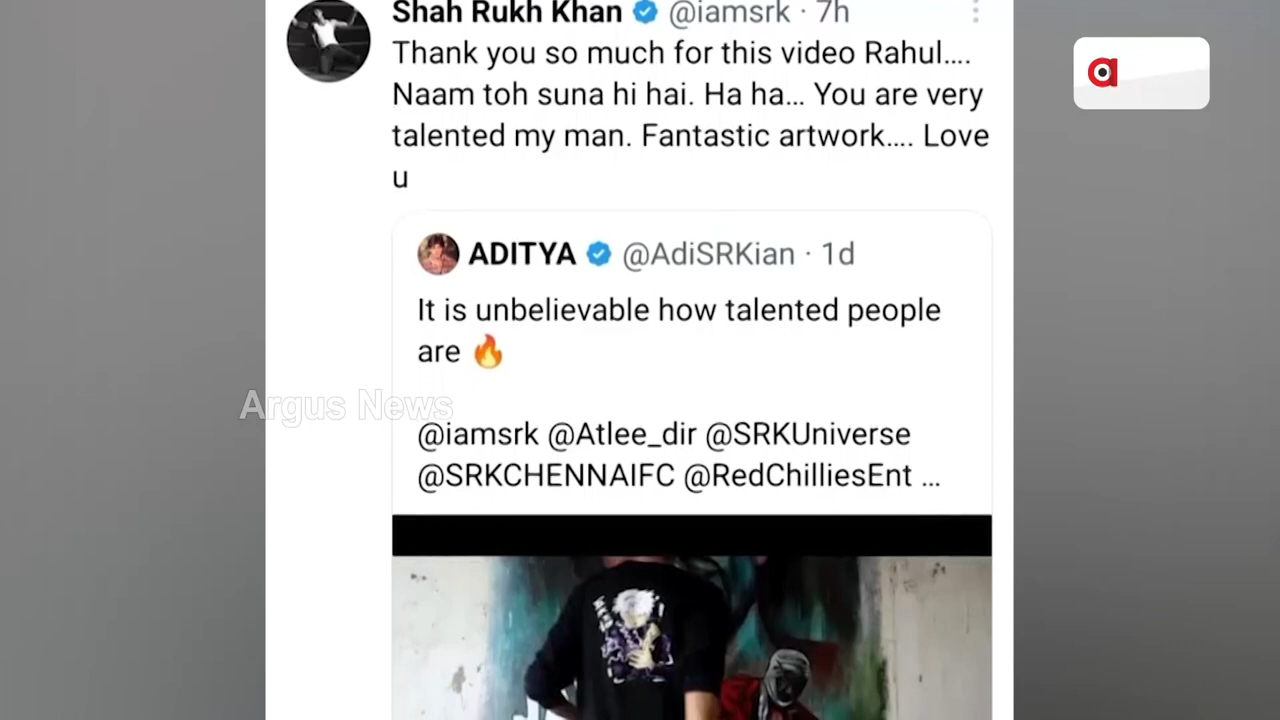 Shah Rukh Khan @iamsrk · 7h
Thank you so much for this video Rahul....
Naam toh suna hi hai. Ha ha... You are very
talented my man. Fantastic artwork.... Love
u
ADITYA @AdiSRKian · 1d
It is unbelievable how talented people
are 🔥
Argus News
@iamsrk @Atlee_dir @SRKUniverse
@SRKCHENNAIFC @RedChilliesEnt ...